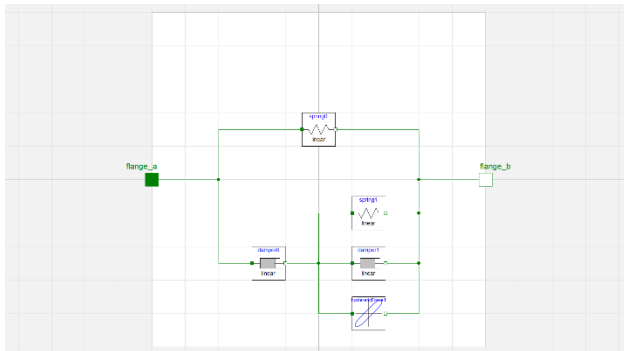 spring0
linear
flange_a
flange_b
spring1
linear
damper0
linear
damper1
linear